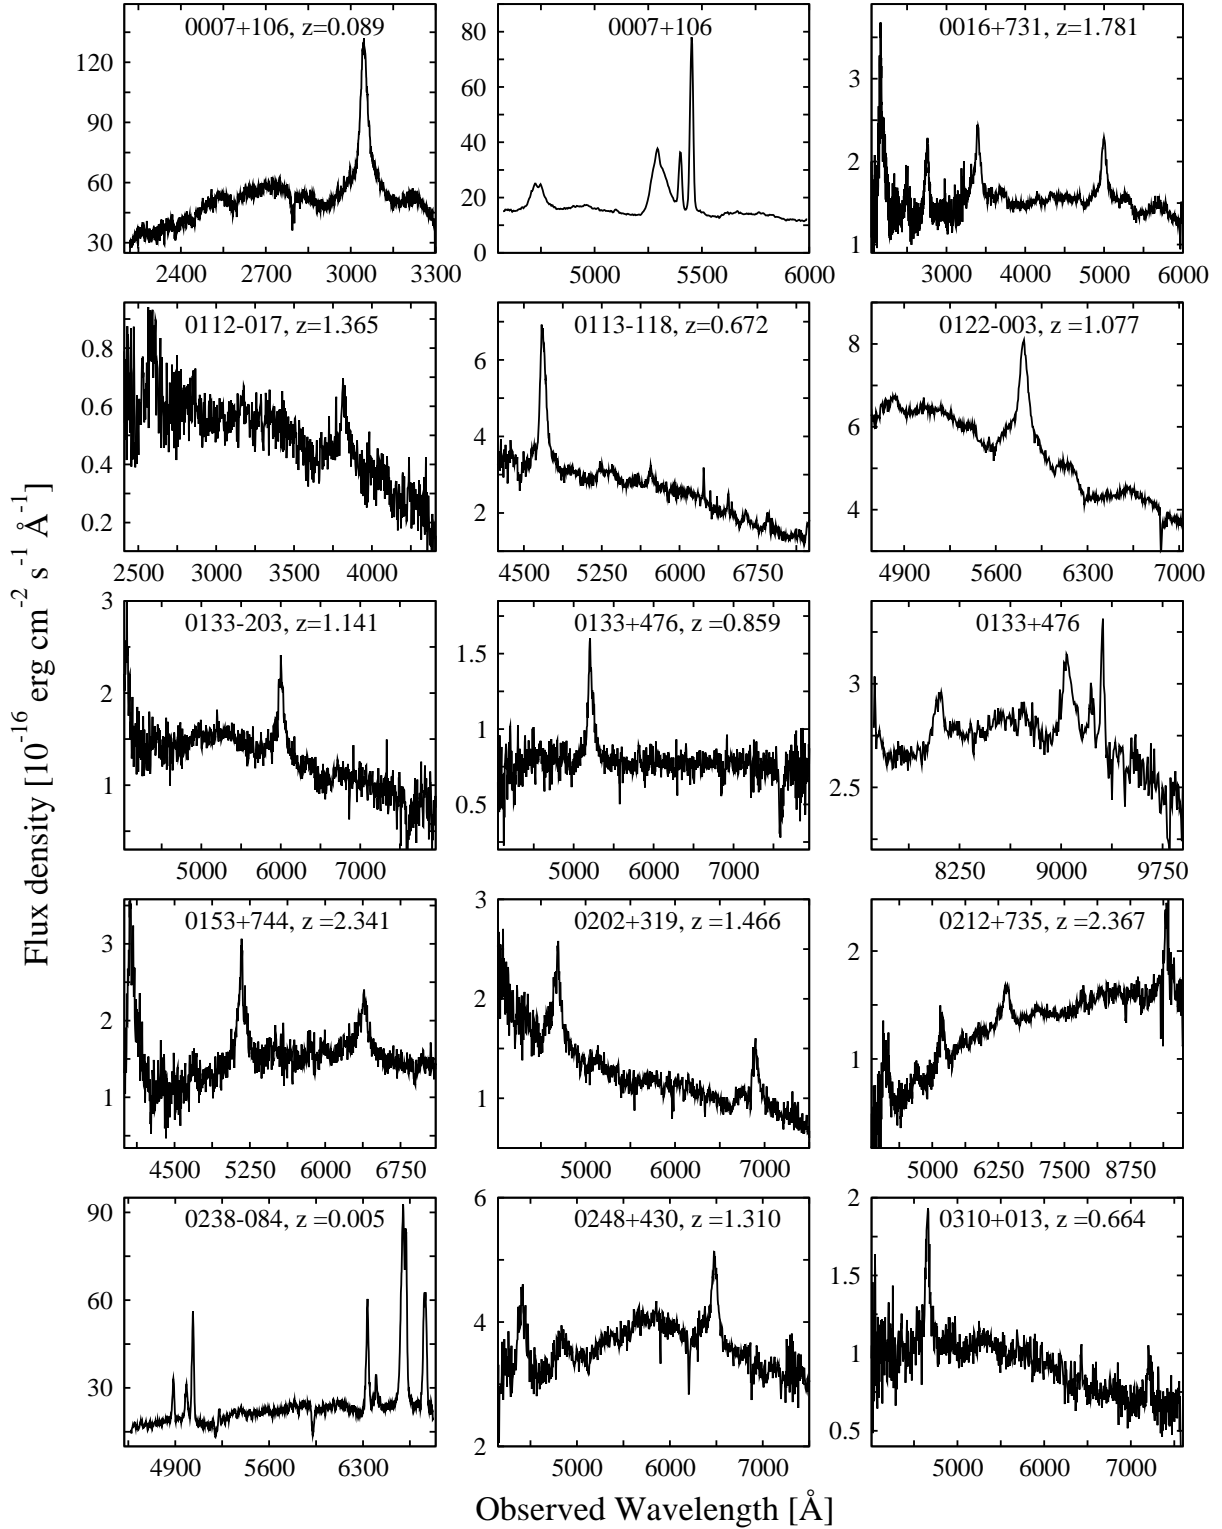 0007+106, z=0.089
120
90
60
30
2400 2700 3000 3300
0007+106
80
60
40
20
0
5000 5500 6000
0016+731, z=1.781
3
2
1
3000 4000 5000 6000
0112-017, z=1.365
0.8
0.6
0.4
0.2
2500 3000 3500 4000
0113-118, z=0.672
6
4
2
4500 5250 6000 6750
0122-003, z =1.077
8
6
4
4900 5600 6300 7000
0133-203, z=1.141
3
2
1
5000 6000 7000
0133+476, z =0.859
1.5
1
0.5
5000 6000 7000
0133+476
3
2.5
8250 9000 9750
0153+744, z =2.341
3
2
1
4500 5250 6000 6750
0202+319, z =1.466
3
2
1
5000 6000 7000
0212+735, z =2.367
2
1
5000 6250 7500 8750
0238-084, z =0.005
90
60
30
4900 5600 6300
0248+430, z =1.310
6
4
2
5000 6000 7000
0310+013, z =0.664
2
1.5
1
0.5
5000 6000 7000
Flux density [10⁻¹⁶ erg cm⁻² s⁻¹ Å⁻¹]
Observed Wavelength [Å]